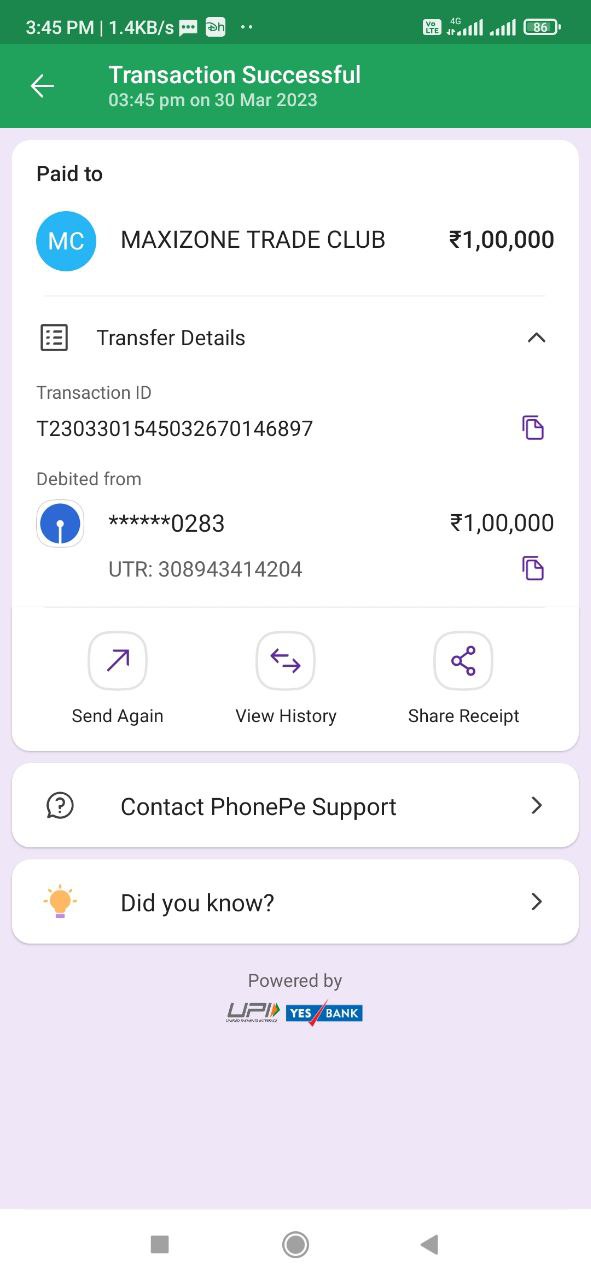 3:45 PM | 1.4KB/s
Vo LTE 4G 86
Transaction Successful
03:45 pm on 30 Mar 2023
Paid to
MC MAXIZONE TRADE CLUB ₹1,00,000
Transfer Details
Transaction ID
T2303301545032670146897
Debited from
******0283 ₹1,00,000
UTR: 308943414204
Send Again View History Share Receipt
Contact PhonePe Support
Did you know?
Powered by
UPI YES BANK